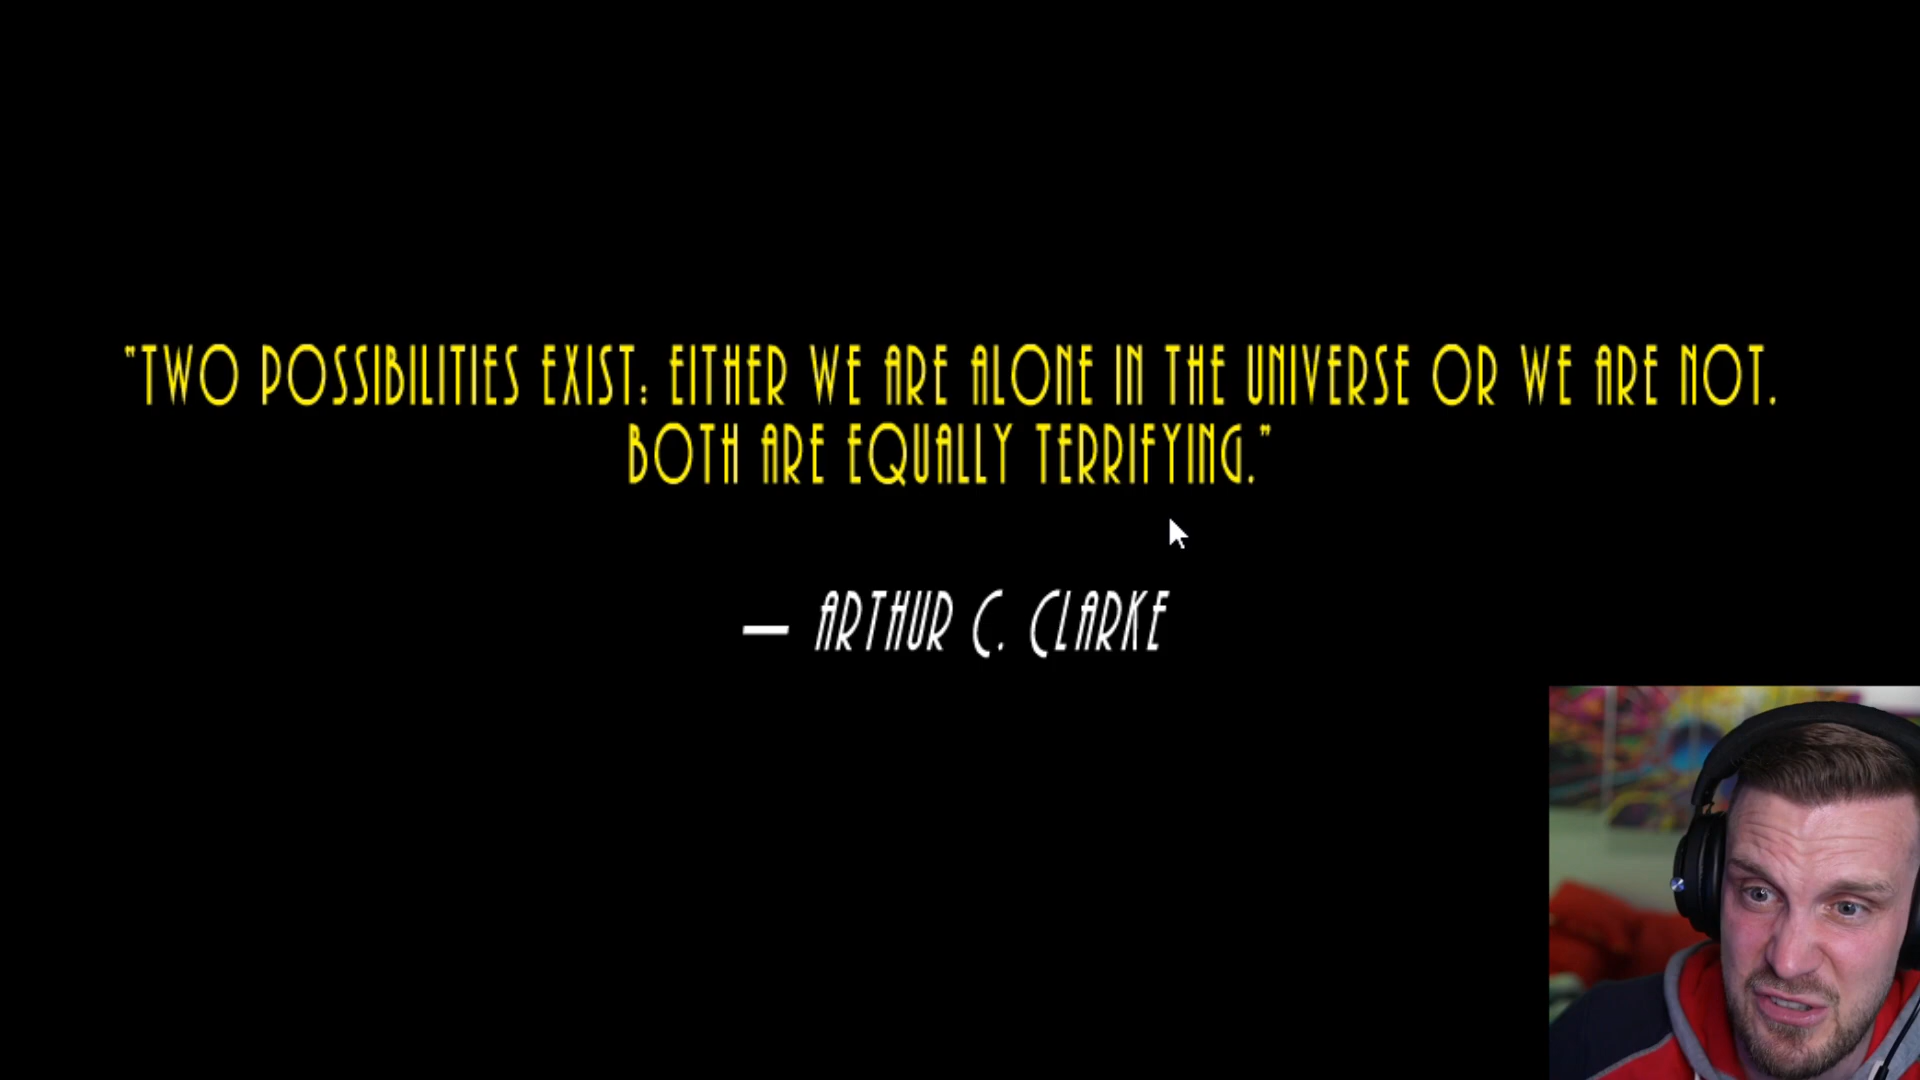 "TWO POSSIBILITIES EXIST: EITHER WE ARE ALONE IN THE UNIVERSE OR WE ARE NOT.
BOTH ARE EQUALLY TERRIFYING."
— ARTHUR C. CLARKE